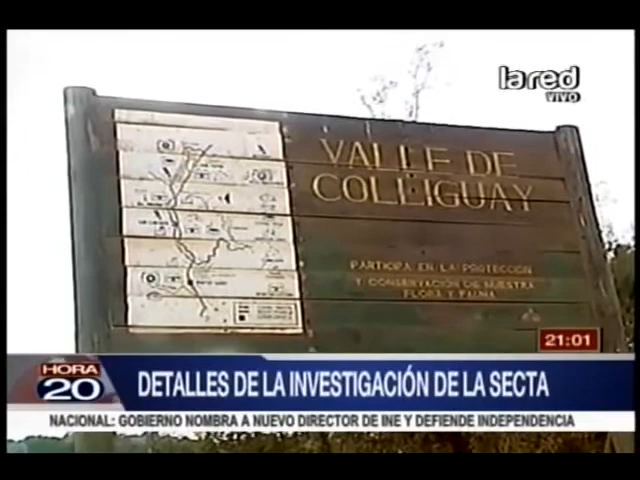 la red
VIVO
VALLE DE
COLLIGUAY
PARTICIPA EN LA PROTECCION
Y CONSERVACION DE NUESTRA
FLORA Y FAUNA
21:01
HORA
20
DETALLES DE LA INVESTIGACIÓN DE LA SECTA
NACIONAL: GOBIERNO NOMBRA A NUEVO DIRECTOR DE INE Y DEFIENDE INDEPENDENCIA